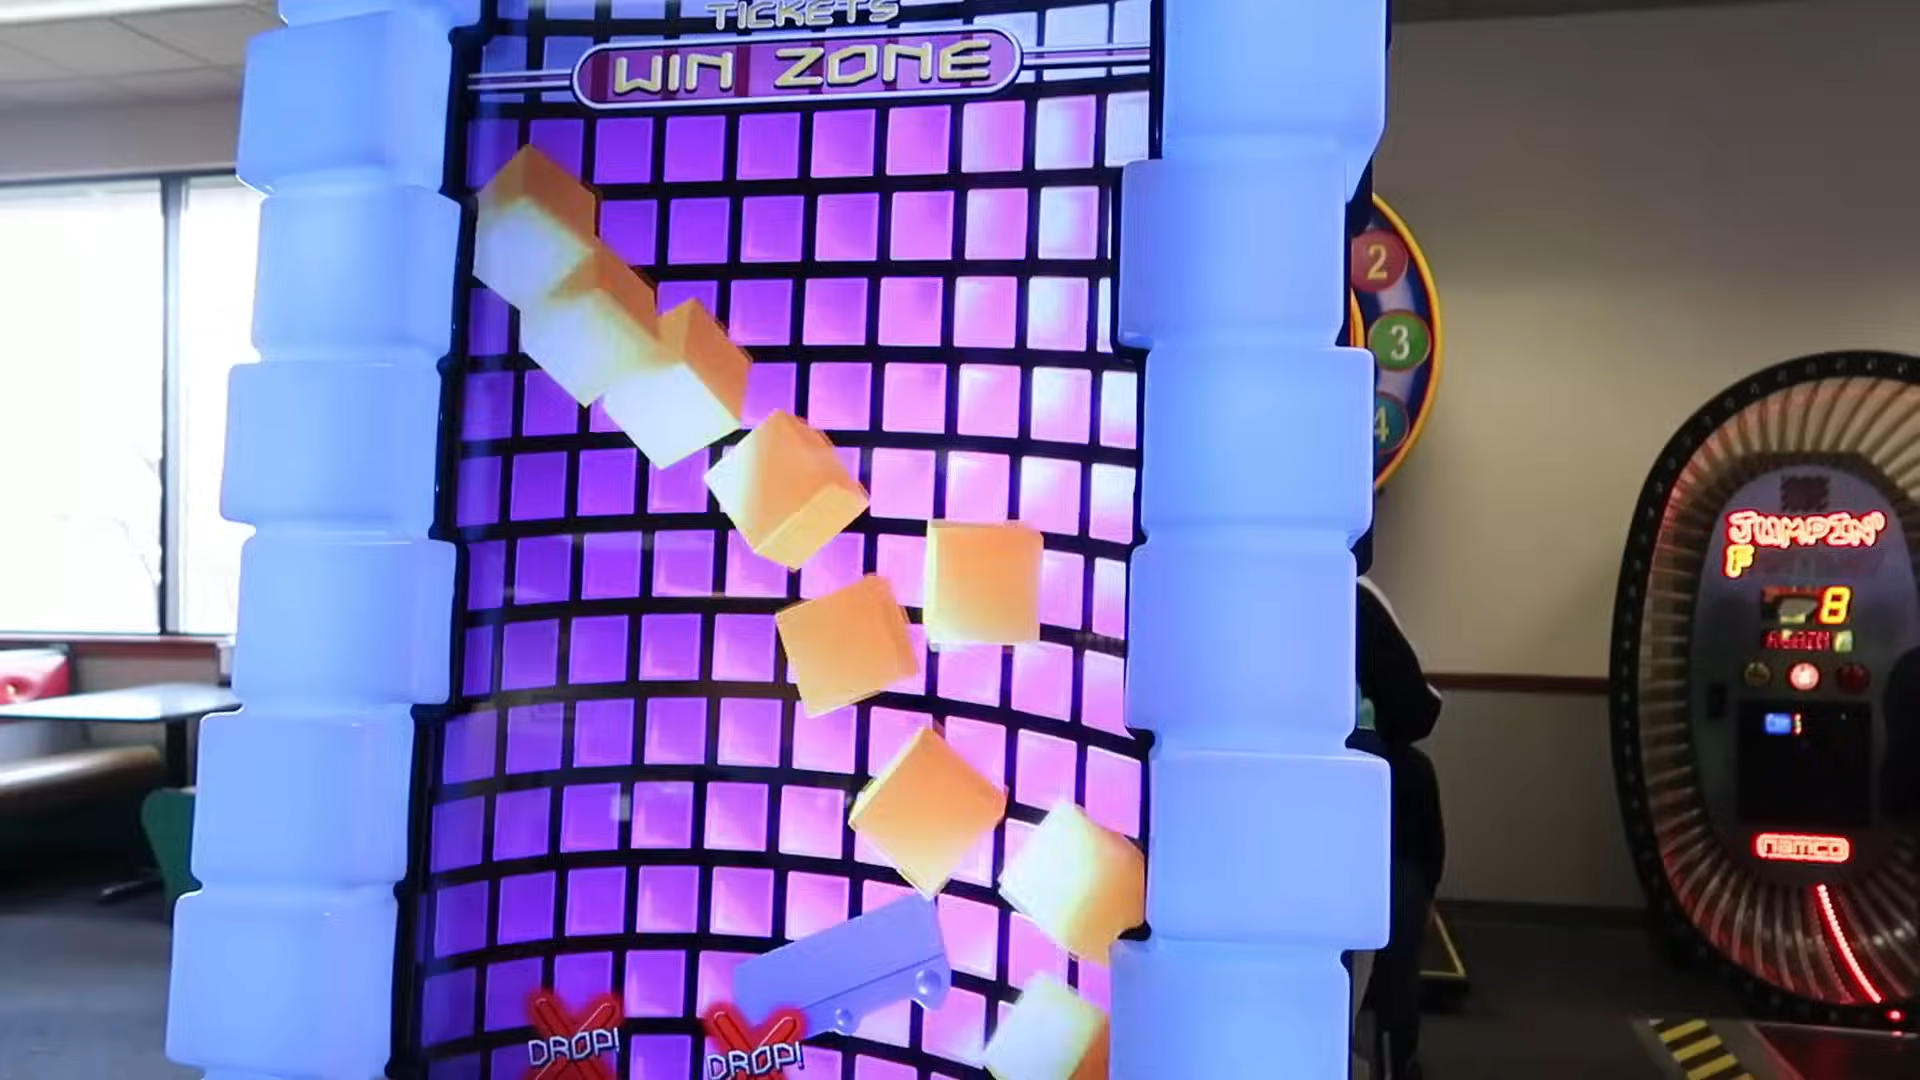 TICKETS
WIN ZONE
2
3
4
JUMPIN'
F
8
AGAIN
namco
DROP!
DROP!